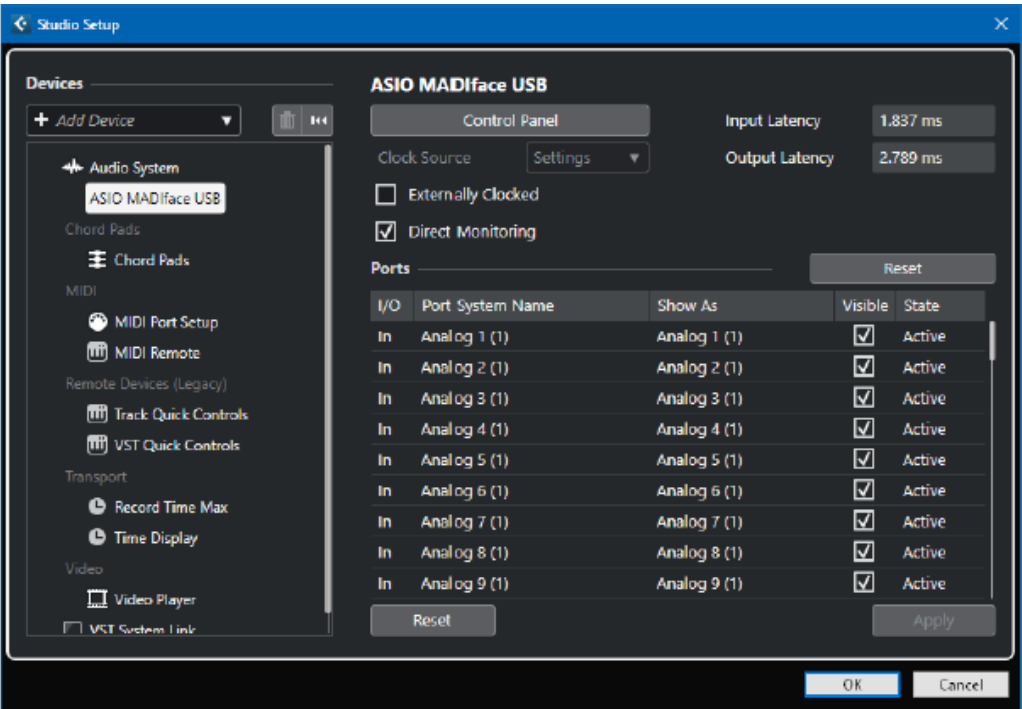 Studio Setup
Devices
+ Add Device
Audio System
ASIO MADIface USB
Chord Pads
Chord Pads
MIDI
MIDI Port Setup
MIDI Remote
Remote Devices (Legacy)
Track Quick Controls
VST Quick Controls
Transport
Record Time Max
Time Display
Video
Video Player
VST System Link
ASIO MADIface USB
Control Panel
Input Latency 1.837 ms
Clock Source Settings
Output Latency 2.789 ms
Externally Clocked
Direct Monitoring
Ports
Reset
I/O Port System Name Show As Visible State
In Analog 1 (1) Analog 1 (1) Active
In Analog 2 (1) Analog 2 (1) Active
In Analog 3 (1) Analog 3 (1) Active
In Analog 4 (1) Analog 4 (1) Active
In Analog 5 (1) Analog 5 (1) Active
In Analog 6 (1) Analog 6 (1) Active
In Analog 7 (1) Analog 7 (1) Active
In Analog 8 (1) Analog 8 (1) Active
In Analog 9 (1) Analog 9 (1) Active
Reset
Apply
OK
Cancel